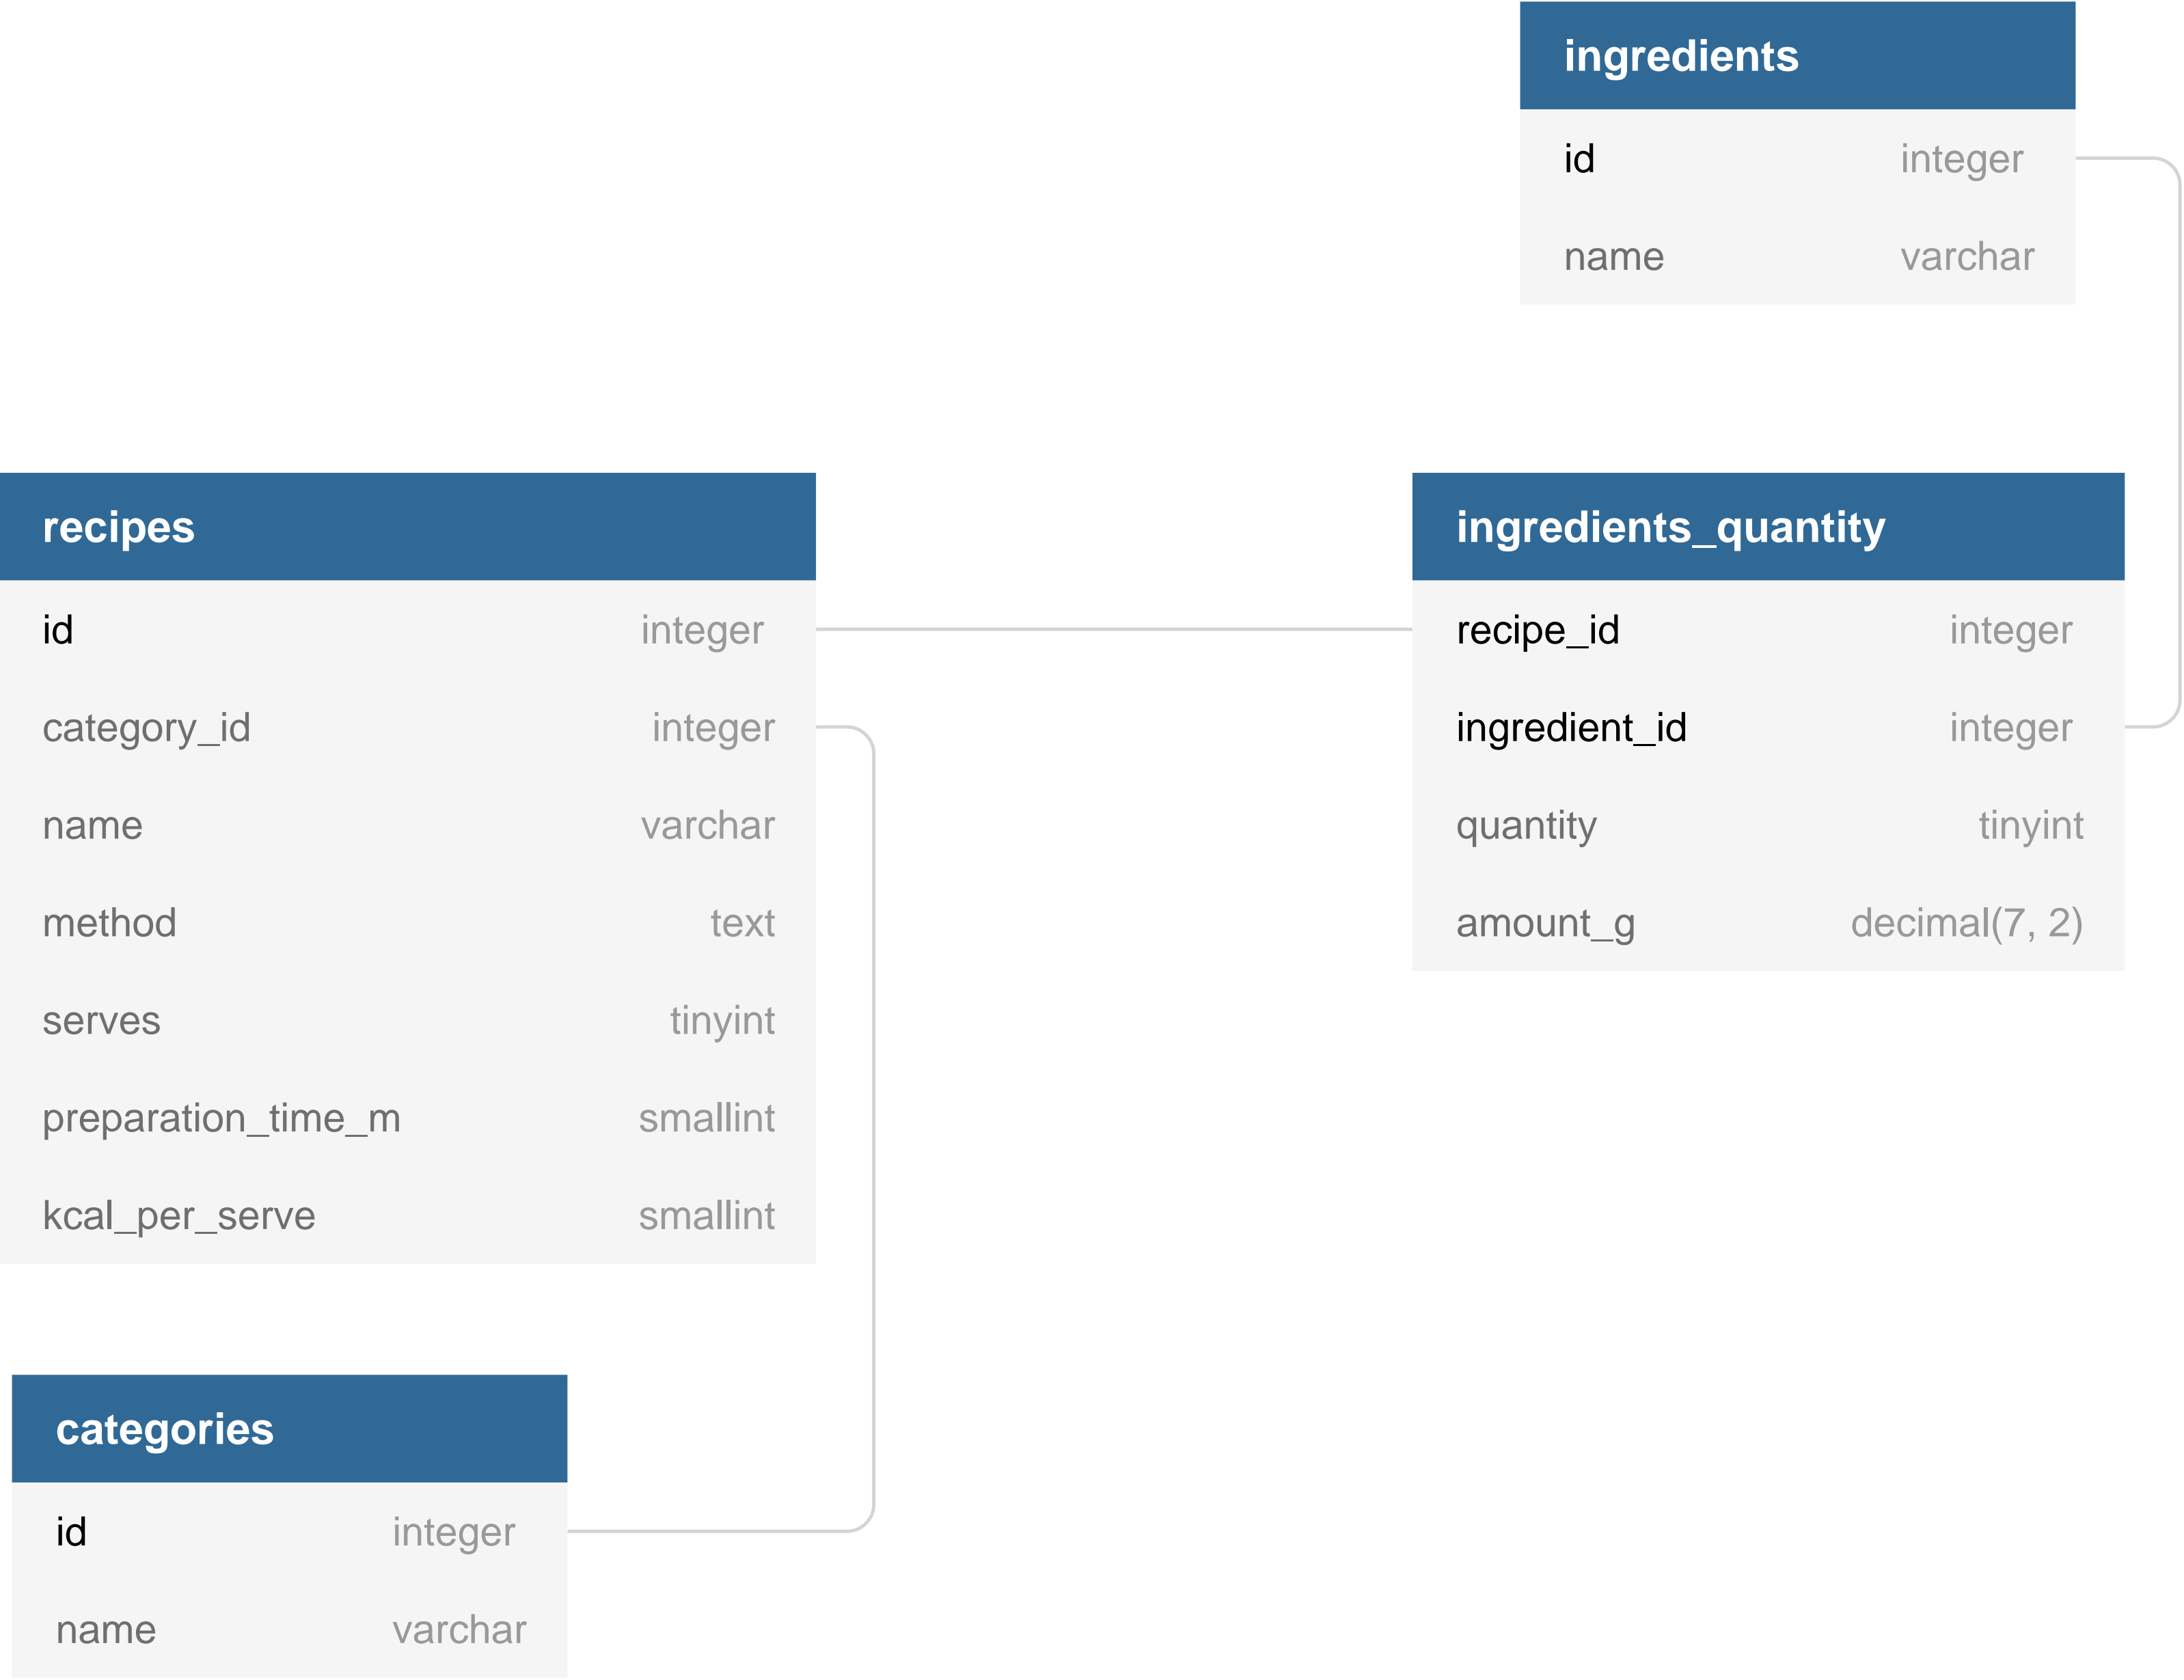 ingredients
id integer
name varchar
recipes
id integer
category_id integer
name varchar
method text
serves tinyint
preparation_time_m smallint
kcal_per_serve smallint
ingredients_quantity
recipe_id integer
ingredient_id integer
quantity tinyint
amount_g decimal(7, 2)
categories
id integer
name varchar